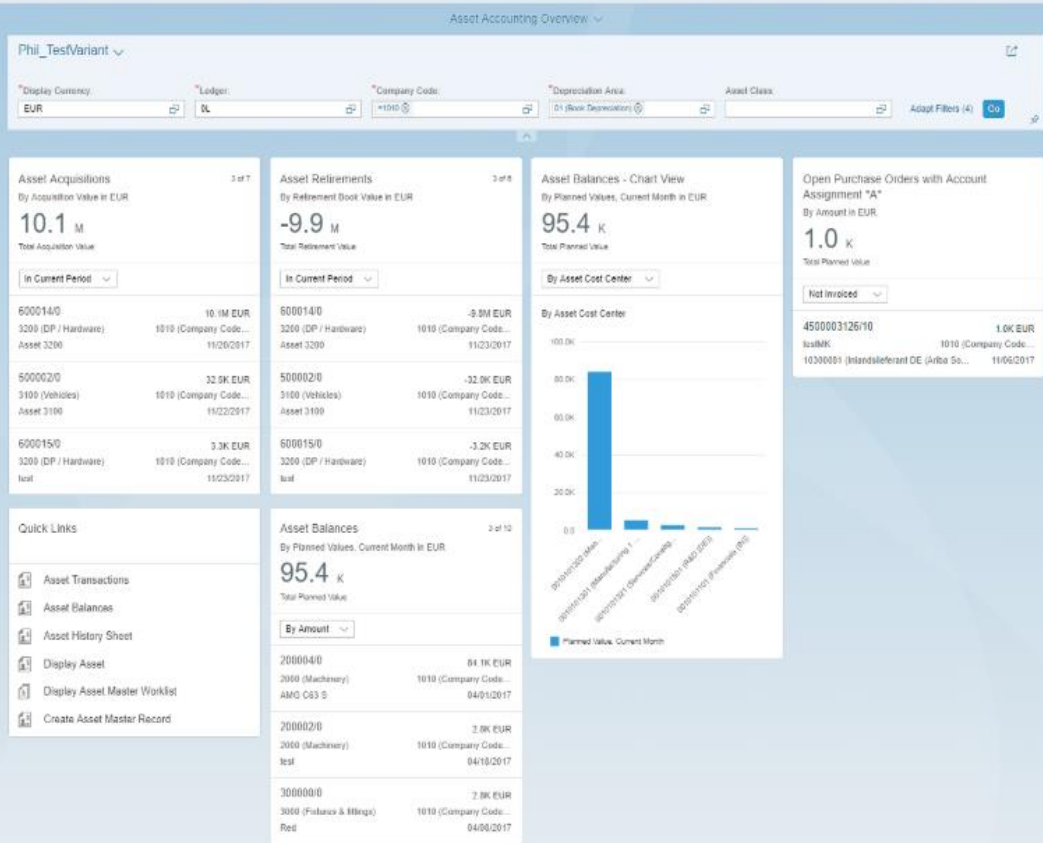 Asset Accounting Overview
Phil_TestVariant
*Display Currency:
*Ledger:
*Company Code:
*Depreciation Area:
Asset Class:
EUR
0L
=1010
01 (Book Depreciation)
Adapt Filters (4)
Go
Asset Acquisitions
3 of 7
By Acquisition Value in EUR
10.1 M
Total Acquisition Value
In Current Period
600014/0
10.1M EUR
3200 (DP / Hardware)
1010 (Company Code...
Asset 3200
11/20/2017
500002/0
32.5K EUR
3100 (Vehicles)
1010 (Company Code...
Asset 3100
11/22/2017
600015/0
3.3K EUR
3200 (DP / Hardware)
1010 (Company Code...
test
11/23/2017
Asset Retirements
3 of 8
By Retirement Book Value in EUR
-9.9 M
Total Retirement Value
In Current Period
600014/0
-9.8M EUR
3200 (DP / Hardware)
1010 (Company Code...
Asset 3200
11/23/2017
500002/0
-32.0K EUR
3100 (Vehicles)
1010 (Company Code...
Asset 3100
11/23/2017
600015/0
-3.2K EUR
3200 (DP / Hardware)
1010 (Company Code...
test
11/23/2017
Asset Balances - Chart View
By Planned Values, Current Month in EUR
95.4 K
Total Planned Value
By Asset Cost Center
By Asset Cost Center
100.0K
80.0K
60.0K
40.0K
20.0K
0.0
0010101302 (Man...
0010101301 (Manufacturing 1 ...
0010101321 (Services/Consltg...
0010101501 (R&D (DE))
0010101101 (Financials (IN))
Planned Value, Current Month
Open Purchase Orders with Account
Assignment "A"
By Amount in EUR
1.0 K
Total Planned Value
Not Invoiced
4500003126/10
1.0K EUR
testMK
1010 (Company Code...
10300001 (Inlandslieferant DE (Ariba So...
11/06/2017
Quick Links
Asset Transactions
Asset Balances
Asset History Sheet
Display Asset
Display Asset Master Worklist
Create Asset Master Record
Asset Balances
3 of 12
By Planned Values, Current Month in EUR
95.4 K
Total Planned Value
By Amount
200004/0
84.1K EUR
2000 (Machinery)
1010 (Company Code...
AMG C63 S
04/01/2017
200002/0
2.8K EUR
2000 (Machinery)
1010 (Company Code...
test
04/18/2017
300000/0
2.8K EUR
3000 (Fixtures & fittings)
1010 (Company Code...
Red
04/06/2017